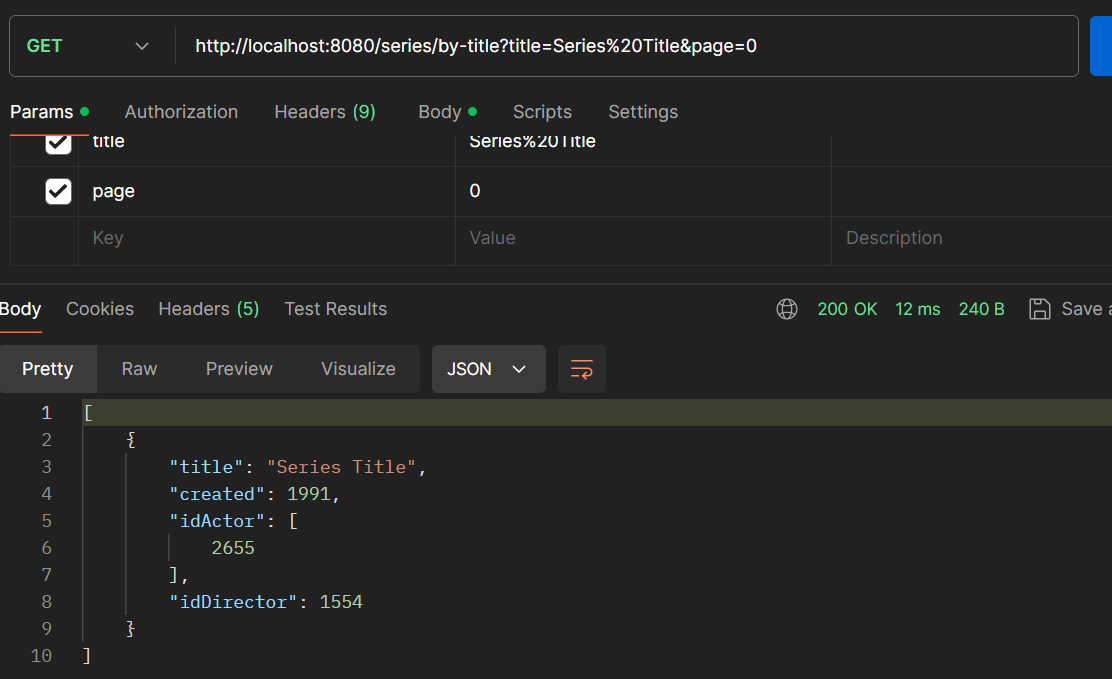 GET http://localhost:8080/series/by-title?title=Series%20Title&page=0
Params Authorization Headers (9) Body Scripts Settings
title Series%20Title
page 0
Key Value Description
Body Cookies Headers (5) Test Results 200 OK 12 ms 240 B Save a
Pretty Raw Preview Visualize JSON
1 [
2 {
3 "title": "Series Title",
4 "created": 1991,
5 "idActor": [
6 2655
7 ],
8 "idDirector": 1554
9 }
10 ]